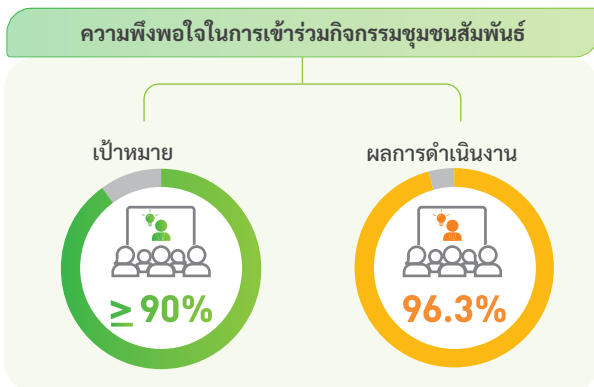 ความพึงพอใจในการเข้าร่วมกิจกรรมชุมชนสัมพันธ์
เป้าหมาย
≥ 90%
ผลการดำเนินงาน
96.3%